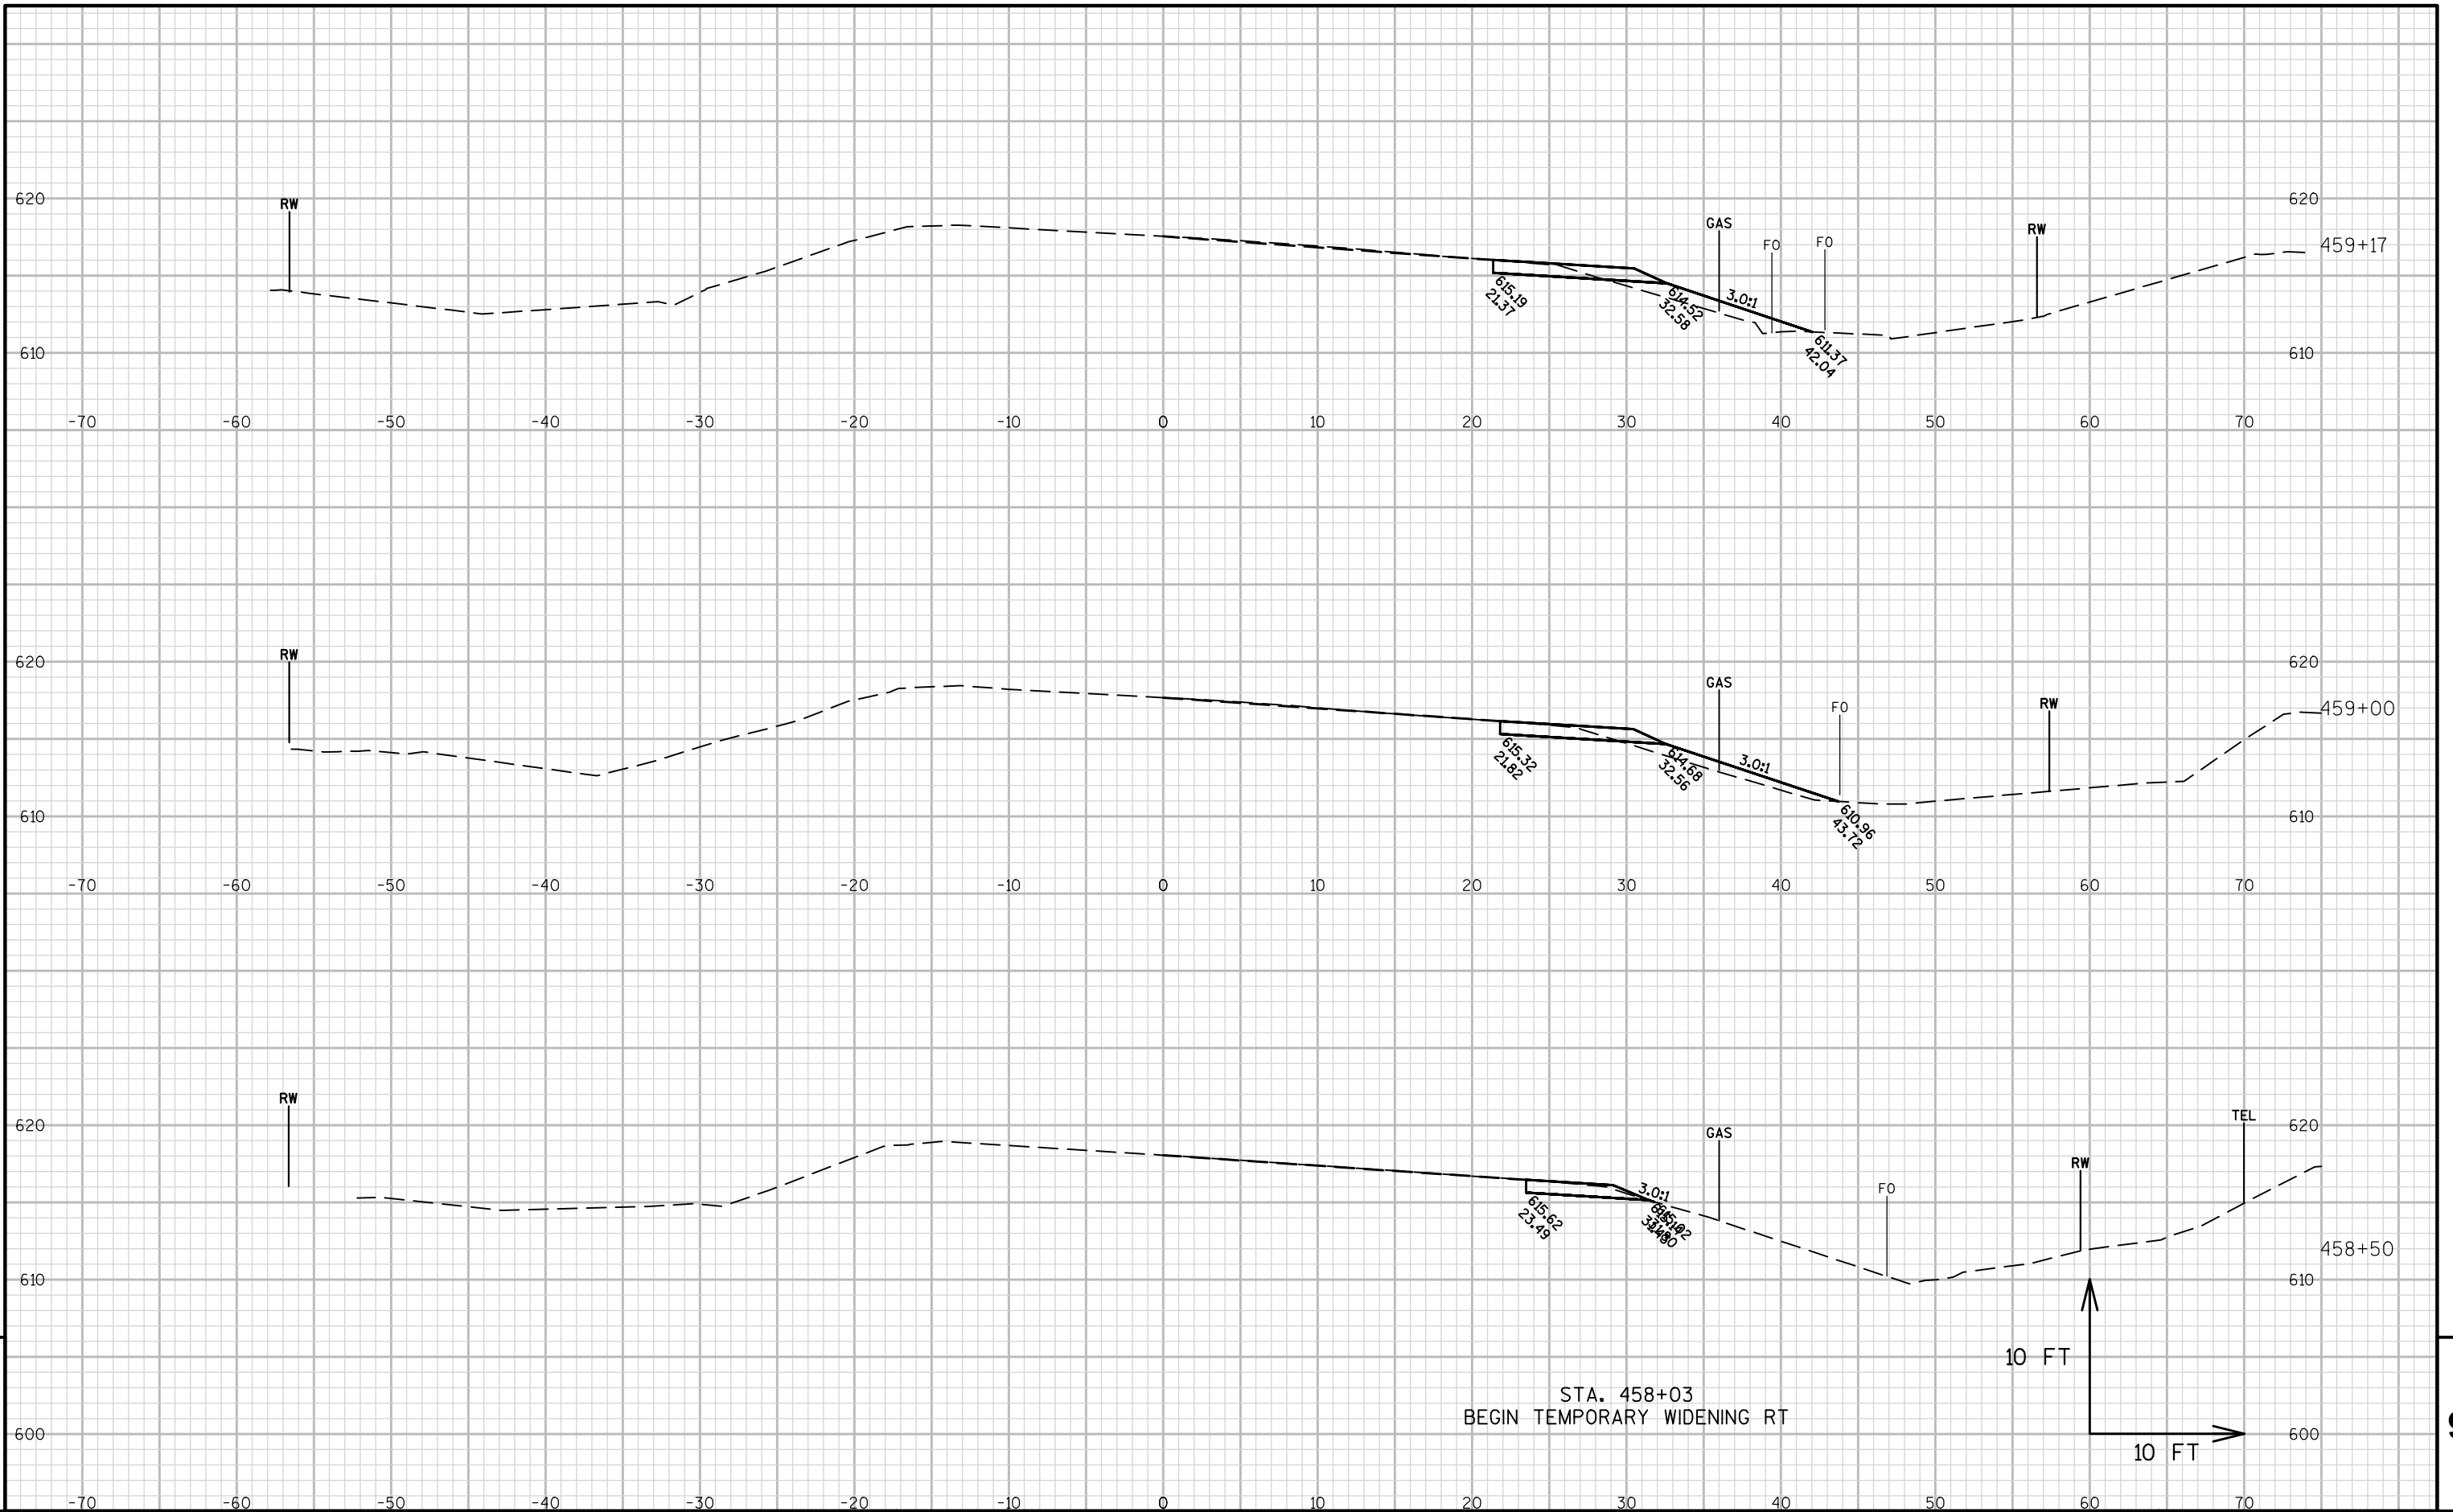 620
RW
GAS
FO
FO
RW
620
459+17
615.19
21.37
614.52
32.58
3.0:1
611.37
42.04
610
610
-70 -60 -50 -40 -30 -20 -10 0 10 20 30 40 50 60 70
620
RW
GAS
FO
RW
620
459+00
615.32
21.82
614.68
32.56
3.0:1
610.96
43.72
610
610
-70 -60 -50 -40 -30 -20 -10 0 10 20 30 40 50 60 70
RW
620
GAS
FO
RW
TEL
620
3.0:1
615.62
23.49
458+50
610
610
10 FT
STA. 458+03
BEGIN TEMPORARY WIDENING RT
600
600
10 FT
-70 -60 -50 -40 -30 -20 -10 0 10 20 30 40 50 60 70